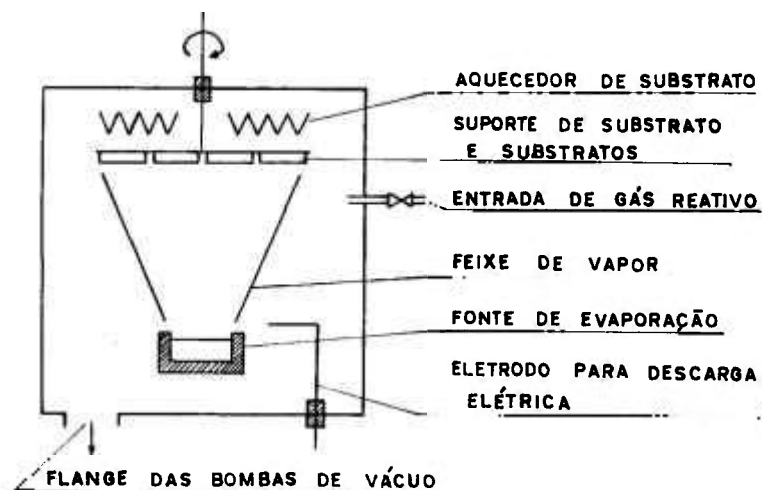 AQUECEDOR DE SUBSTRATO
SUPORTE DE SUBSTRATO
E SUBSTRATOS
ENTRADA DE GÁS REATIVO
FEIXE DE VAPOR
FONTE DE EVAPORAÇÃO
ELETRODO PARA DESCARGA
ELÉTRICA
FLANGE DAS BOMBAS DE VÁCUO